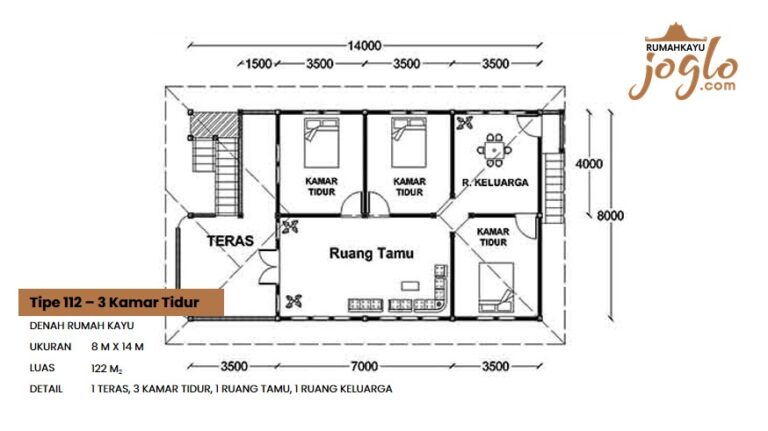 RUMAHKAYU
joglo
.com
14000
1500 3500 3500 3500
4000
8000
KAMAR
TIDUR
KAMAR
TIDUR
R. KELUARGA
KAMAR
TIDUR
TERAS
Ruang Tamu
Tipe 112 – 3 Kamar Tidur
DENAH RUMAH KAYU
UKURAN 8 M X 14 M
LUAS 122 M₂
DETAIL 1 TERAS, 3 KAMAR TIDUR, 1 RUANG TAMU, 1 RUANG KELUARGA
3500 7000 3500